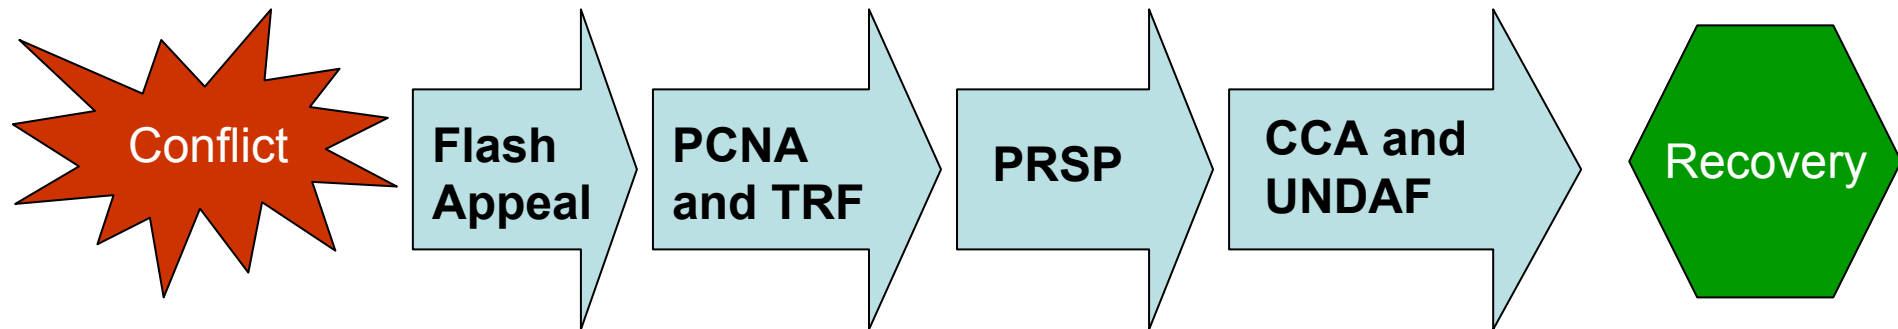 Conflict
Flash
Appeal
PCNA
and TRF
PRSP
CCA and
UNDAF
Recovery